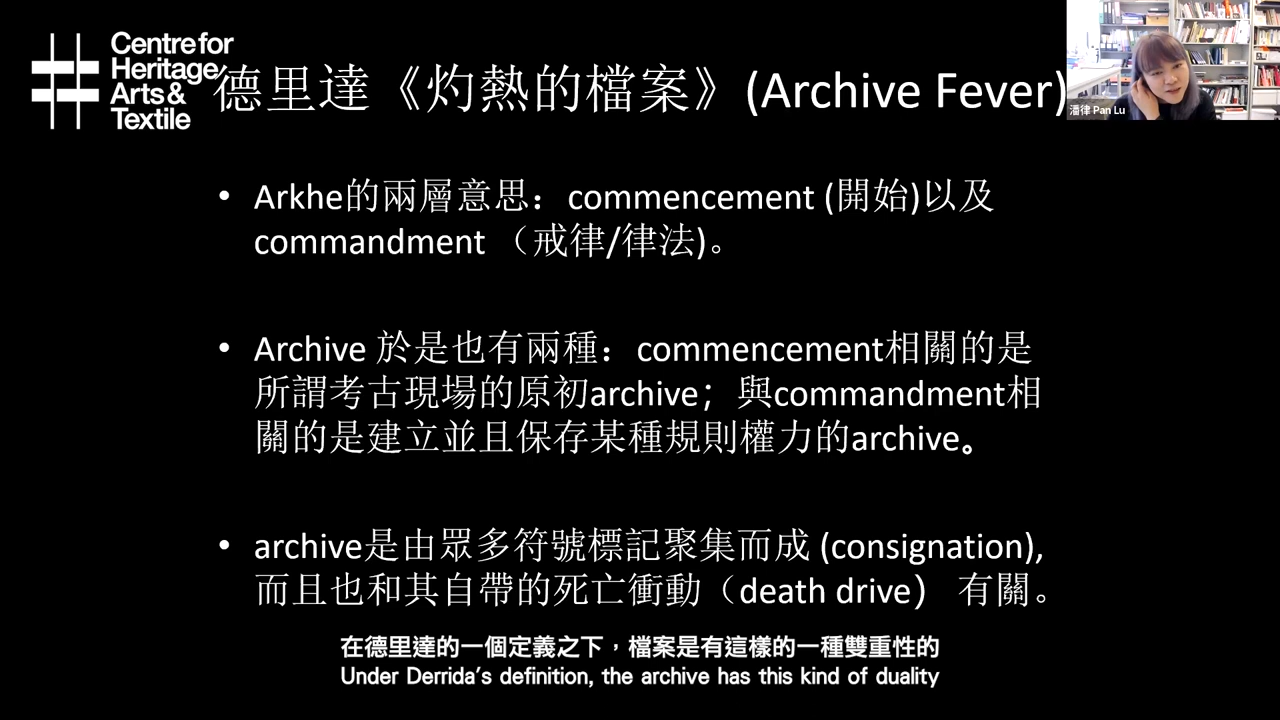 Centre for
Heritage
Arts &
Textile
德里達《灼熱的檔案》(Archive Fever)
潘律 Pan Lu
• Arkhe的兩層意思：commencement (開始)以及
commandment （戒律/律法)。
• Archive 於是也有兩種：commencement相關的是
所謂考古現場的原初archive；與commandment相
關的是建立並且保存某種規則權力的archive。
• archive是由眾多符號標記聚集而成 (consignation),
而且也和其自帶的死亡衝動（death drive） 有關。
在德里達的一個定義之下，檔案是有這樣的一種雙重性的
Under Derrida's definition, the archive has this kind of duality